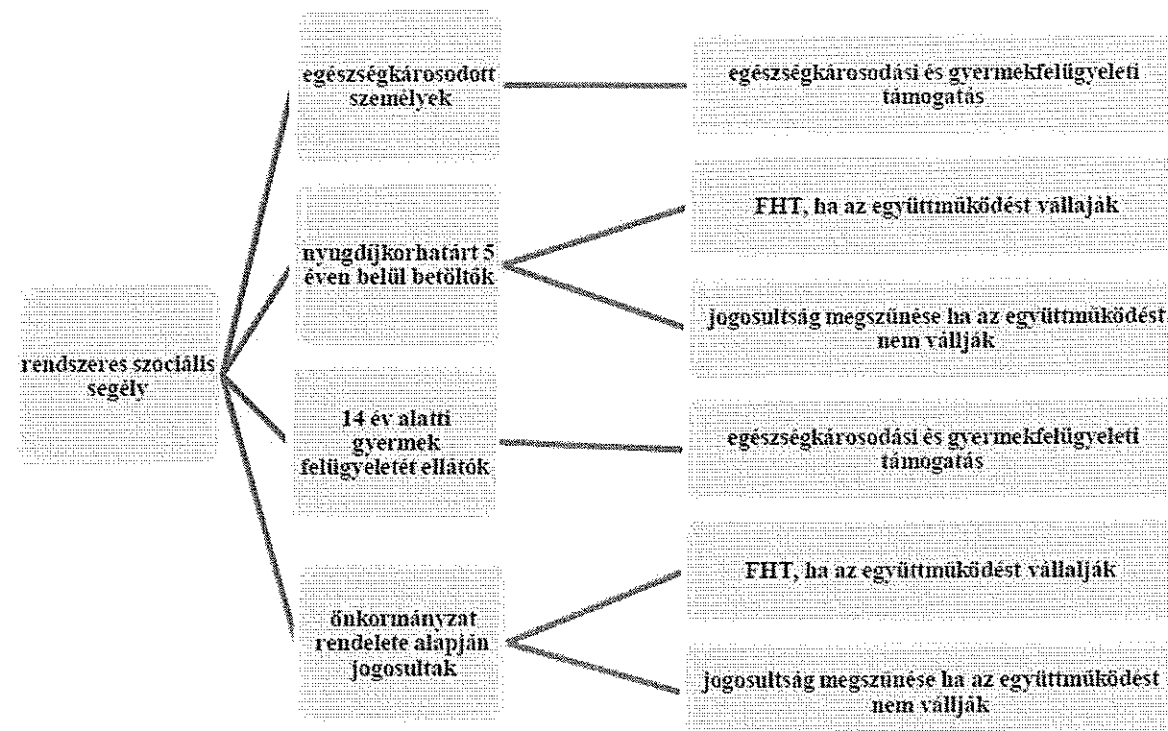 rendszeres szociális
segély
egészségkárosodott
személyek
egészségkárosodási és gyermekfelügyeleti
támogatás
nyugdíjkorhatárt 5
éven belül betöltők
FHT, ha az együttműködést vállaják
jogosultság megszűnése ha az együttműködést
nem vállják
14 év alatti
gyermek
felügyeletét ellátók
egészségkárosodási és gyermekfelügyeleti
támogatás
önkormányzat
rendelete alapján
jogosultak
FHT, ha az együttműködést vállalják
jogosultság megszűnése ha az együttműködést
nem vállják